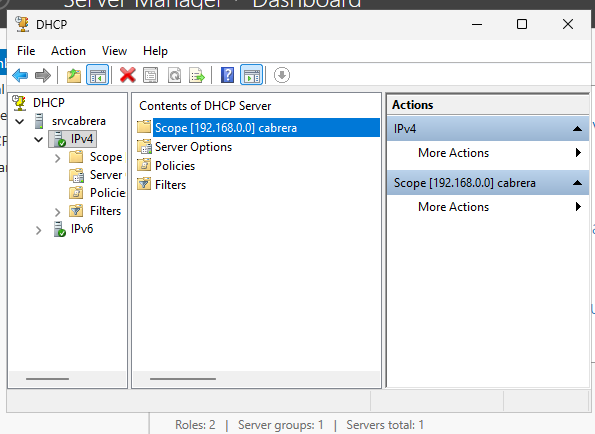 Server Manager · Dashboard
DHCP
File Action View Help
DHCP
srvcabrera
IPv4
Scope
Server
Policie
Filters
IPv6
Contents of DHCP Server
Scope [192.168.0.0] cabrera
Server Options
Policies
Filters
Actions
IPv4
More Actions
Scope [192.168.0.0] cabrera
More Actions
Roles: 2 | Server groups: 1 | Servers total: 1